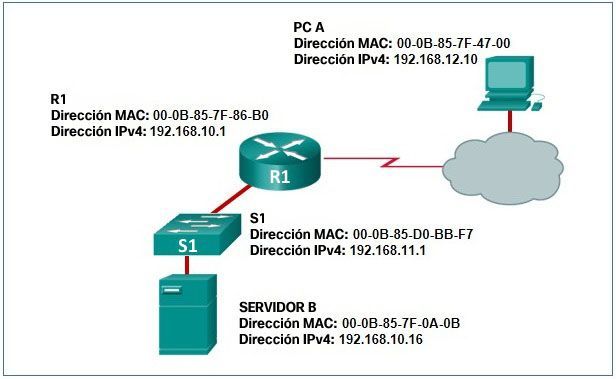 PC A
Dirección MAC: 00-0B-85-7F-47-00
Dirección IPv4: 192.168.12.10
R1
Dirección MAC: 00-0B-85-7F-86-B0
Dirección IPv4: 192.168.10.1
R1
S1
Dirección MAC: 00-0B-85-D0-BB-F7
Dirección IPv4: 192.168.11.1
S1
SERVIDOR B
Dirección MAC: 00-0B-85-7F-0A-0B
Dirección IPv4: 192.168.10.16